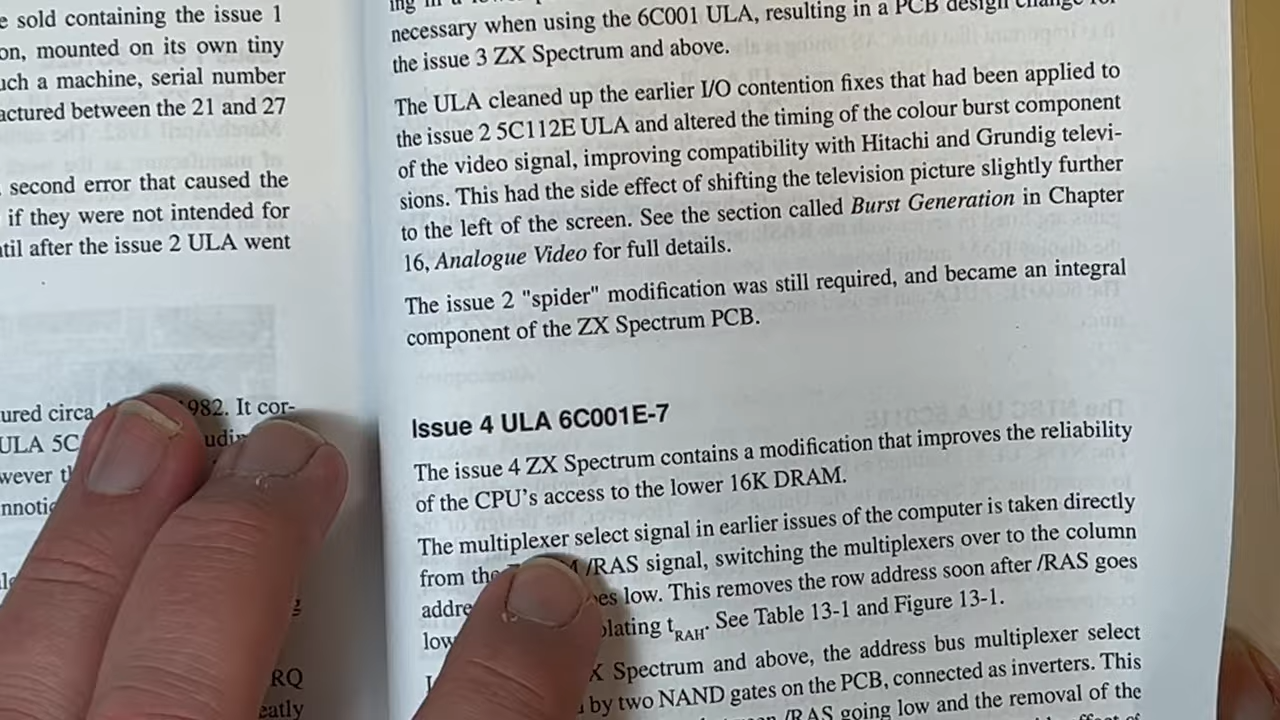 e sold containing the issue 1
on, mounted on its own tiny
uch a machine, serial number
actured between the 21 and 27
second error that caused the
if they were not intended for
ntil after the issue 2 ULA went
ured circa 1982. It cor-
ULA 5C
wever t
nnotic
RQ
eatly
necessary when using the 6C001 ULA, resulting in a PCB design change for
the issue 3 ZX Spectrum and above.
The ULA cleaned up the earlier I/O contention fixes that had been applied to
the issue 2 5C112E ULA and altered the timing of the colour burst component
of the video signal, improving compatibility with Hitachi and Grundig televi-
sions. This had the side effect of shifting the television picture slightly further
to the left of the screen. See the section called Burst Generation in Chapter
16, Analogue Video for full details.
The issue 2 "spider" modification was still required, and became an integral
component of the ZX Spectrum PCB.
Issue 4 ULA 6C001E-7
The issue 4 ZX Spectrum contains a modification that improves the reliability
of the CPU's access to the lower 16K DRAM.
The multiplexer select signal in earlier issues of the computer is taken directly
from the /RAS signal, switching the multiplexers over to the column
addre oes low. This removes the row address soon after /RAS goes
low olating tRAH. See Table 13-1 and Figure 13-1.
X Spectrum and above, the address bus multiplexer select
by two NAND gates on the PCB, connected as inverters. This
/RAS going low and the removal of the